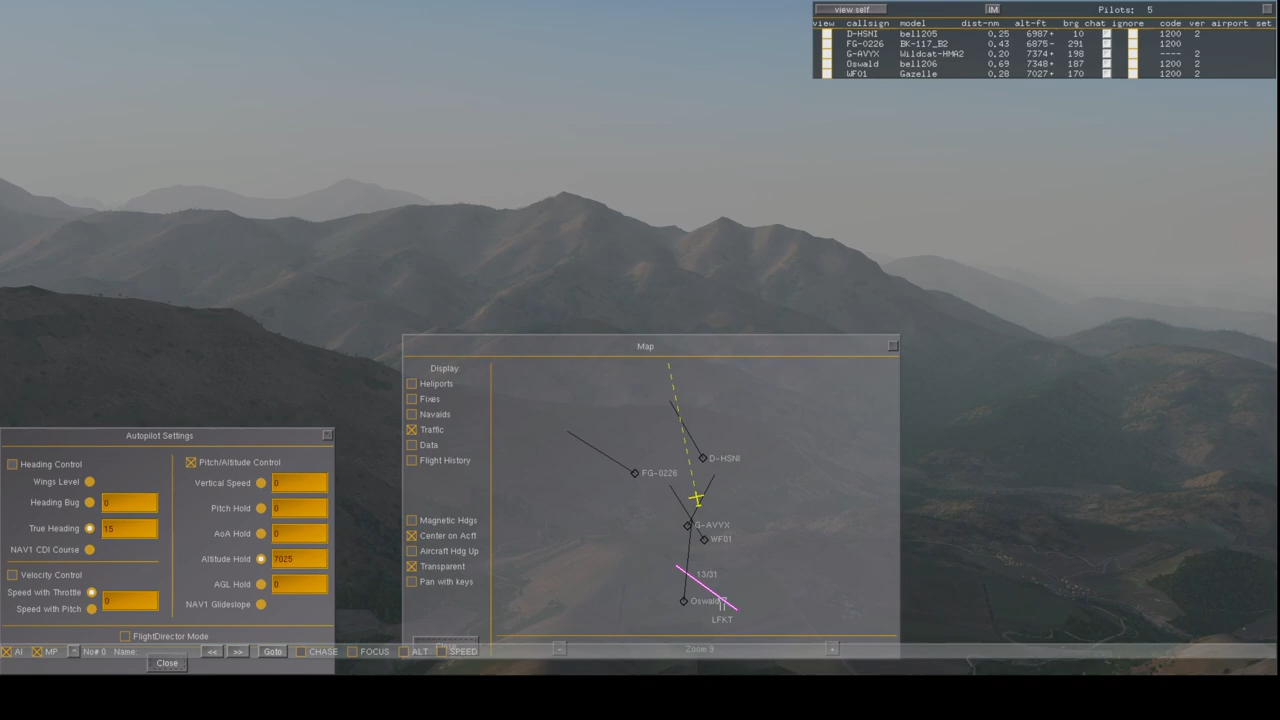 view self IM Pilots: 5
view callsign model dist-nm alt-ft brg chat ignore code ver airport set
D-HSNI bell205 0.25 6987+ 10 1200 2
FG-0226 BK-117_B2 0.43 6875- 291 1200
G-AVYX Wildcat-HMA2 0.20 7374+ 198 ---- 2
Oswald bell206 0.69 7348+ 187 1200 2
WF01 Gazelle 0.28 7027+ 170 1200 2
Map
Display
Heliports
Fixes
Navaids
Traffic
Data
Flight History
Magnetic Hdgs
Center on Acft
Aircraft Hdg Up
Transparent
Pan with keys
D-HSNI
FG-0226
G-AVYX
WF01
13/31
Oswald
LFKT
- Zoom 9 +
Autopilot Settings
Heading Control
Wings Level
Heading Bug 0
True Heading 15
NAV1 CDI Course
Velocity Control
Speed with Throttle 0
Speed with Pitch
Pitch/Altitude Control
Vertical Speed 0
Pitch Hold 0
AoA Hold 0
Altitude Hold 7025
AGL Hold 0
NAV1 Glideslope
FlightDirector Mode
AI MP No# 0 Name: << >> Goto CHASE FOCUS ALT SPEED
Close